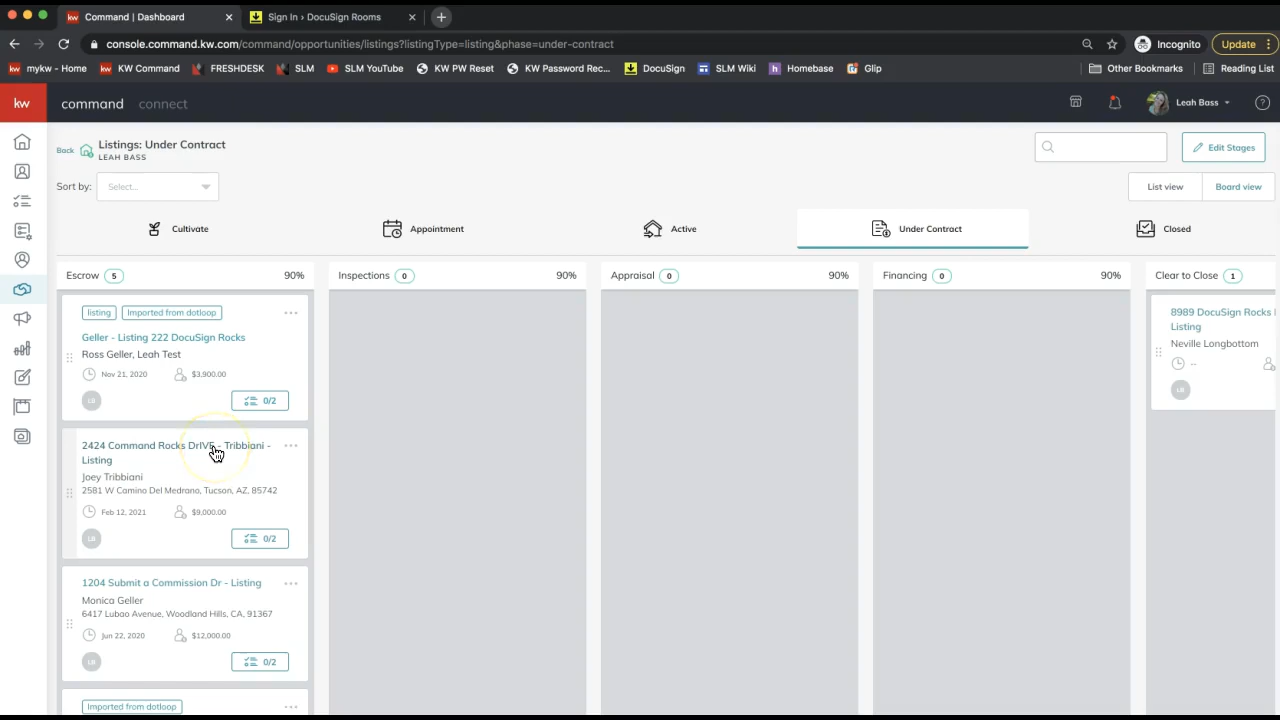 kw Command | Dashboard
Sign In › DocuSign Rooms
console.command.kw.com/command/opportunities/listings?listingType=listing&phase=under-contract
Incognito
Update
kw mykw - Home
kw KW Command
FRESHDESK
SLM
SLM YouTube
KW PW Reset
KW Password Rec...
DocuSign
SLM Wiki
h Homebase
Glip
Other Bookmarks
Reading List
kw
command
connect
Leah Bass
?
Back
Listings: Under Contract
LEAH BASS
Edit Stages
Sort by:
Select...
List view
Board view
Cultivate
Appointment
Active
Under Contract
Closed
Escrow 5 90%
Inspections 0 90%
Appraisal 0 90%
Financing 0 90%
Clear to Close 1
listing
Imported from dotloop
Geller - Listing 222 DocuSign Rocks
Ross Geller, Leah Test
Nov 21, 2020
$3,900.00
LB
0/2
2424 Command Rocks DrIVE - Tribbiani -
Listing
Joey Tribbiani
2581 W Camino Del Medrano, Tucson, AZ, 85742
Feb 12, 2021
$9,000.00
LB
0/2
1204 Submit a Commission Dr - Listing
Monica Geller
6417 Lubao Avenue, Woodland Hills, CA, 91367
Jun 22, 2020
$12,000.00
LB
0/2
Imported from dotloop
8989 DocuSign Rocks
Listing
Neville Longbottom
--
LB